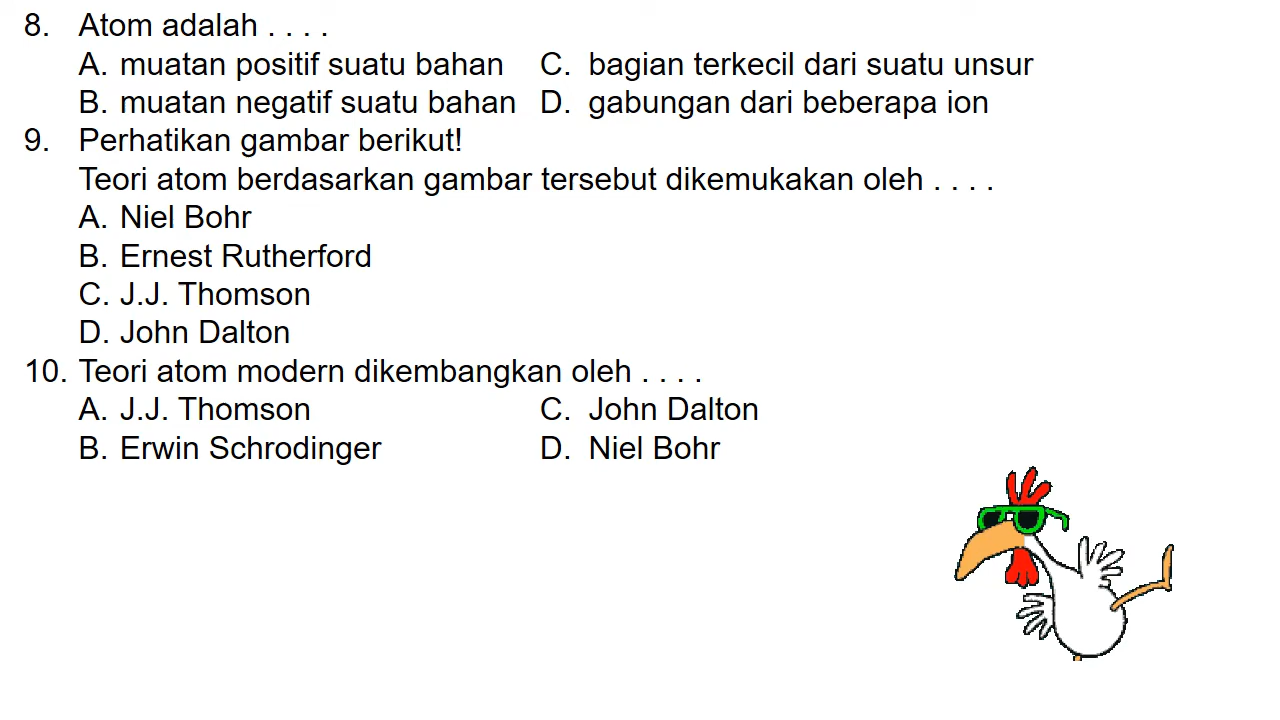 8. Atom adalah . . . .
A. muatan positif suatu bahan C. bagian terkecil dari suatu unsur
B. muatan negatif suatu bahan D. gabungan dari beberapa ion
9. Perhatikan gambar berikut!
Teori atom berdasarkan gambar tersebut dikemukakan oleh . . . .
A. Niel Bohr
B. Ernest Rutherford
C. J.J. Thomson
D. John Dalton
10. Teori atom modern dikembangkan oleh . . . .
A. J.J. Thomson C. John Dalton
B. Erwin Schrodinger D. Niel Bohr